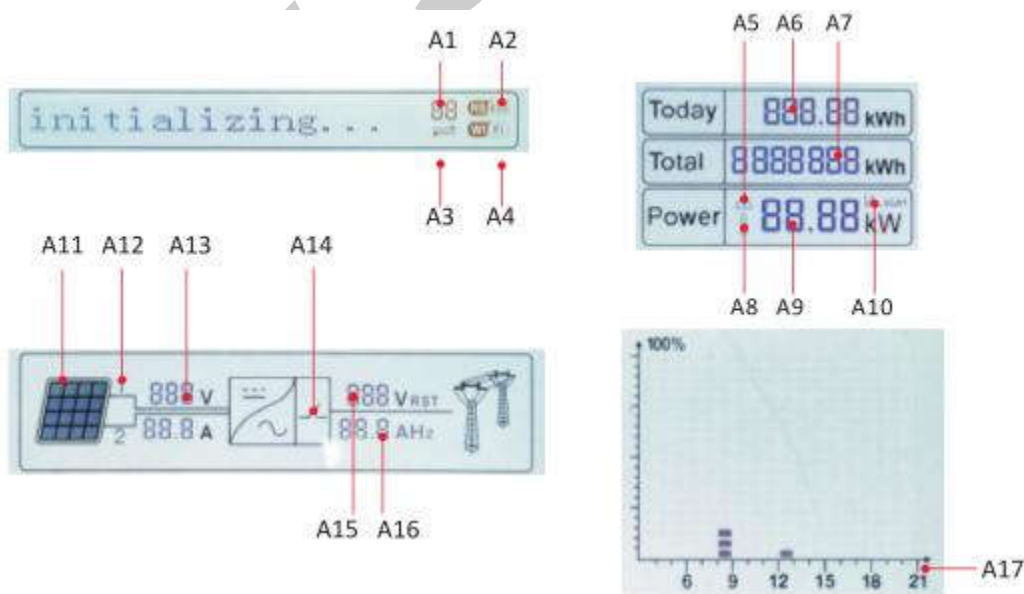 A1 A2
initializing... 88
A3 A4
A5 A6 A7
Today 888.88 kWh
Total 8888888 kWh
Power 88.88 kW
A8 A9 A10
A11 A12 A13 A14
888 V 888 VRST
2 88.8 A 88.8 AHz
A15 A16
100%
6 9 12 15 18 21
A17